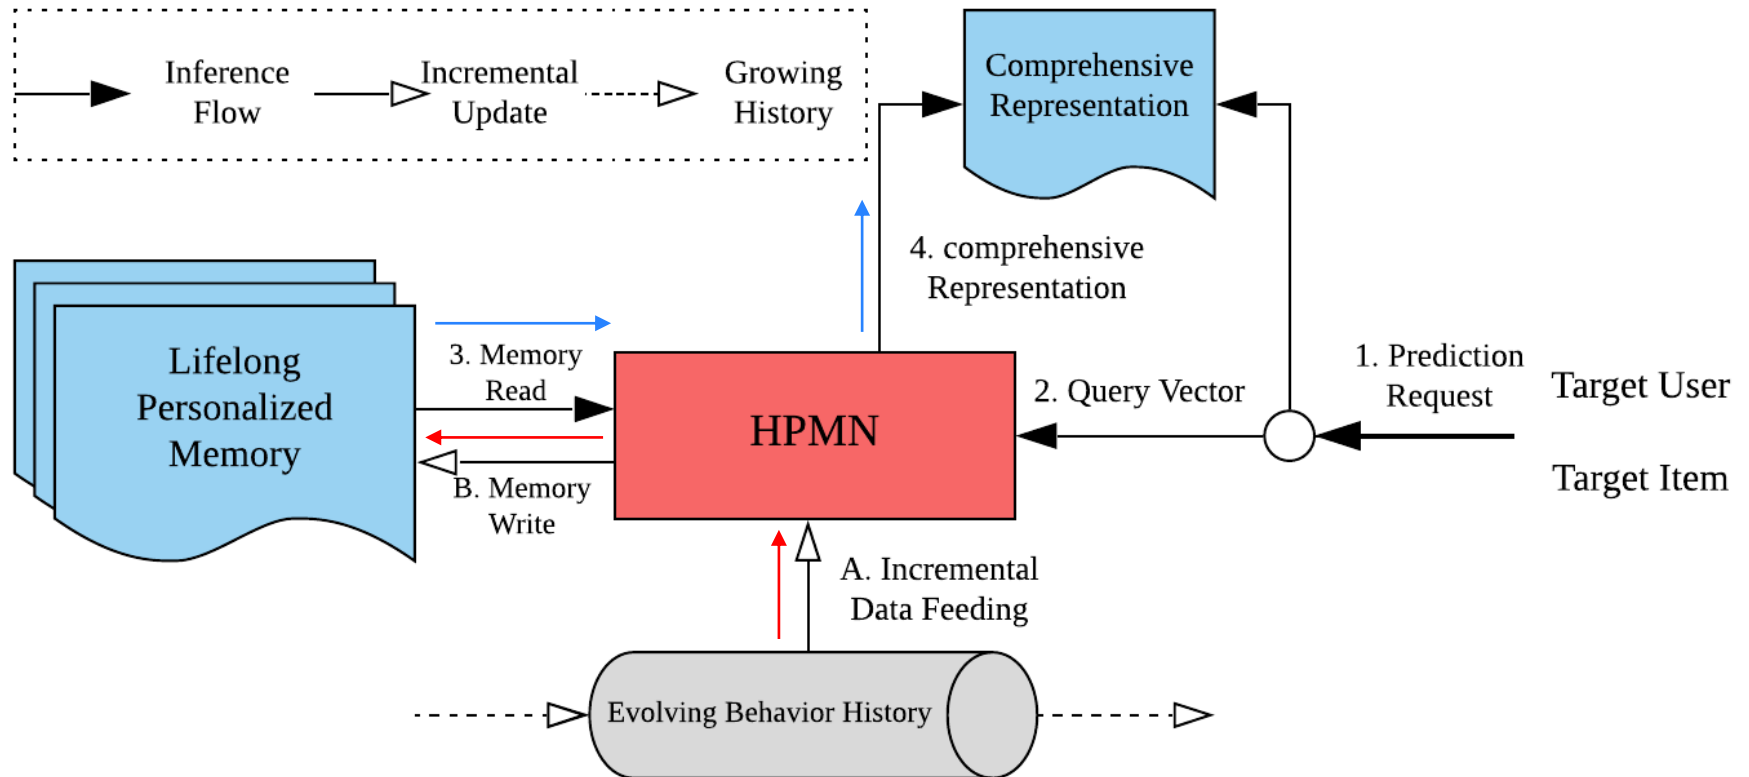 Inference
Flow
Incremental
Update
Growing
History
Comprehensive
Representation
4. comprehensive
Representation
Lifelong
Personalized
Memory
3. Memory
Read
B. Memory
Write
HPMN
2. Query Vector
1. Prediction
Request
Target User
Target Item
A. Incremental
Data Feeding
Evolving Behavior History